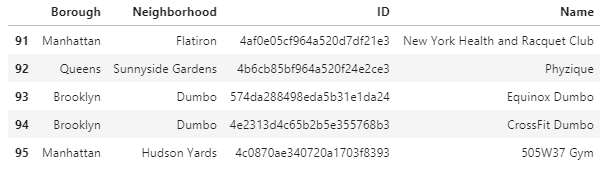 Borough Neighborhood ID Name
91 Manhattan Flatiron 4af0e05cf964a520d7df21e3 New York Health and Racquet Club
92 Queens Sunnyside Gardens 4b6cb85bf964a520f24e2ce3 Phyzique
93 Brooklyn Dumbo 574da288498eda5b31e1da24 Equinox Dumbo
94 Brooklyn Dumbo 4e2313d4c65b2b5e355768b3 CrossFit Dumbo
95 Manhattan Hudson Yards 4c0870ae340720a1703f8393 505W37 Gym